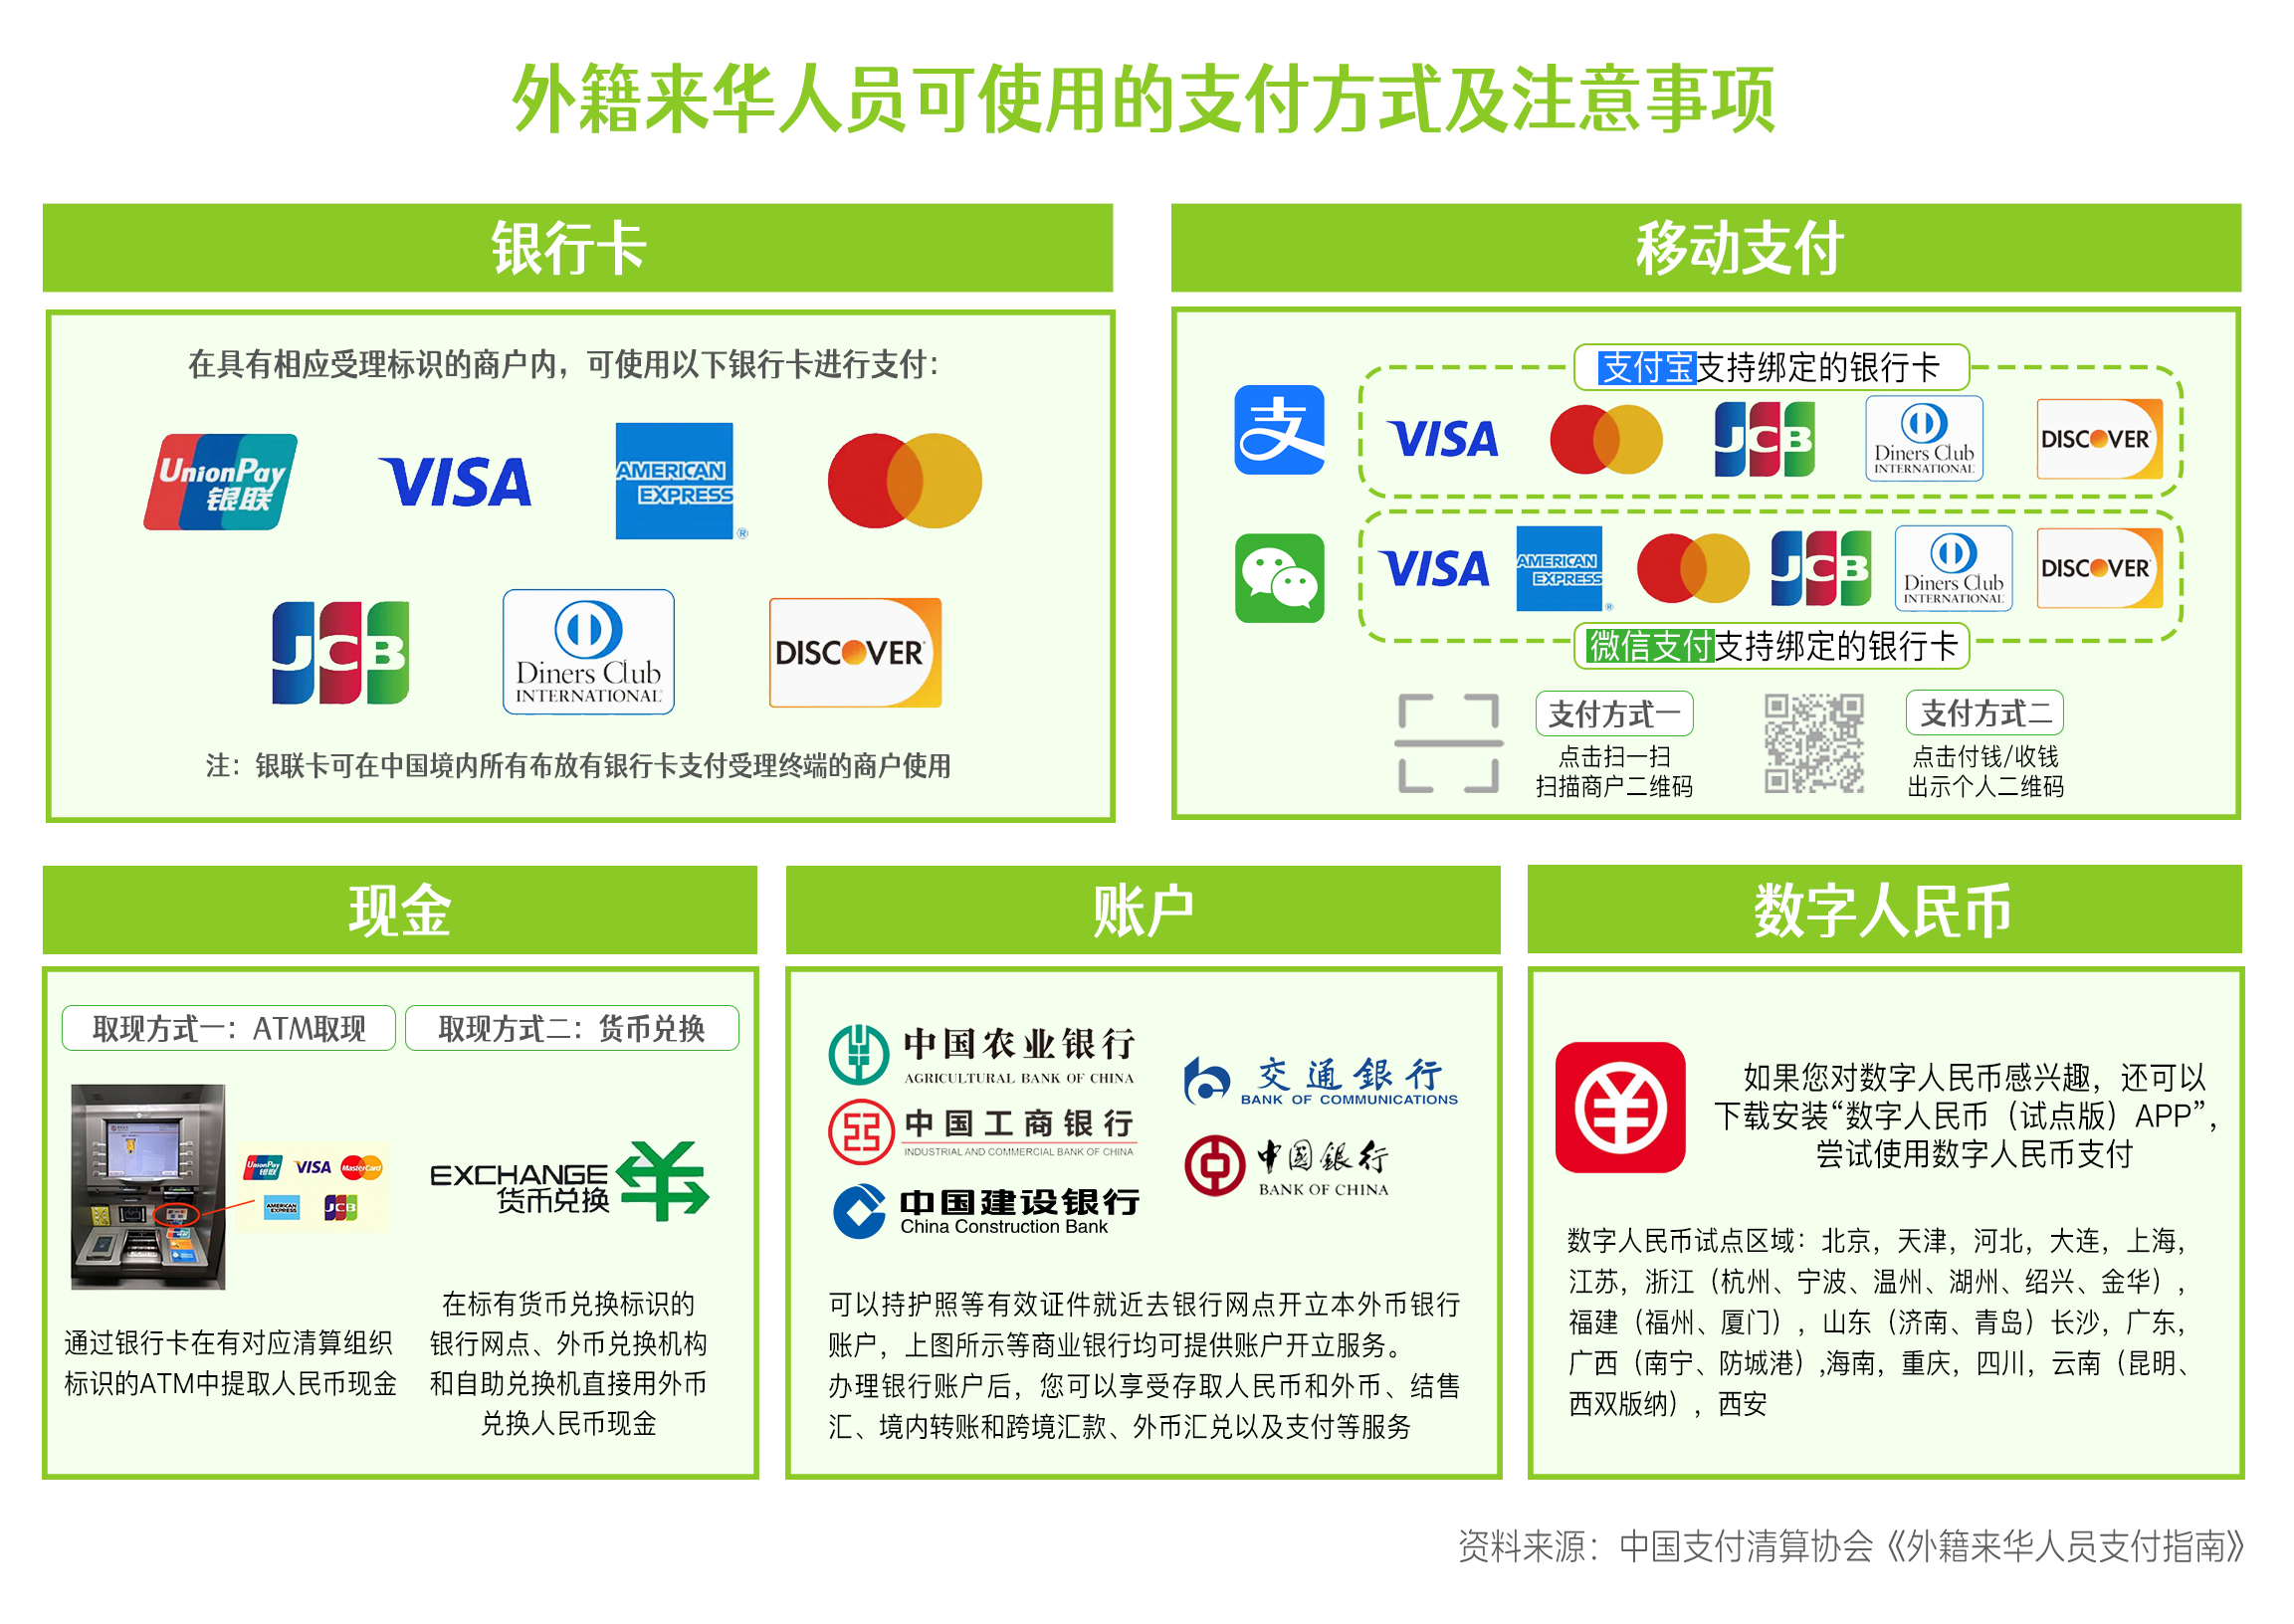 外籍来华人员可使用的支付方式及注意事项
银行卡
在具有相应受理标识的商户内，可使用以下银行卡进行支付：
UnionPay
银联
VISA
AMERICAN
EXPRESS
®
JCB
Diners Club
INTERNATIONAL
DISCOVER
注：银联卡可在中国境内所有布放有银行卡支付受理终端的商户使用
移动支付
支付宝支持绑定的银行卡
支
VISA
JCB
Diners Club
INTERNATIONAL
DISCOVER
VISA
AMERICAN
EXPRESS
®
JCB
Diners Club
INTERNATIONAL
DISCOVER
微信支付支持绑定的银行卡
支付方式一
点击扫一扫
扫描商户二维码
支付方式二
点击付钱/收钱
出示个人二维码
现金
取现方式一：ATM取现
UnionPay
银联
VISA
MasterCard
AMERICAN
EXPRESS
JCB
通过银行卡在有对应清算组织
标识的ATM中提取人民币现金
取现方式二：货币兑换
EXCHANGE
货币兑换
在标有货币兑换标识的
银行网点、外币兑换机构
和自助兑换机直接用外币
兑换人民币现金
账户
中国农业银行
AGRICULTURAL BANK OF CHINA
中国工商银行
INDUSTRIAL AND COMMERCIAL BANK OF CHINA
中国建设银行
China Construction Bank
交通銀行
BANK OF COMMUNICATIONS
中國銀行
BANK OF CHINA
可以持护照等有效证件就近去银行网点开立本外币银行
账户，上图所示等商业银行均可提供账户开立服务。
办理银行账户后，您可以享受存取人民币和外币、结售
汇、境内转账和跨境汇款、外币汇兑以及支付等服务
数字人民币
如果您对数字人民币感兴趣，还可以
下载安装“数字人民币（试点版）APP”，
尝试使用数字人民币支付
数字人民币试点区域：北京，天津，河北，大连，上海，
江苏，浙江（杭州、宁波、温州、湖州、绍兴、金华），
福建（福州、厦门），山东（济南、青岛）长沙，广东，
广西（南宁、防城港）,海南，重庆，四川，云南（昆明、
西双版纳），西安
资料来源：中国支付清算协会《外籍来华人员支付指南》